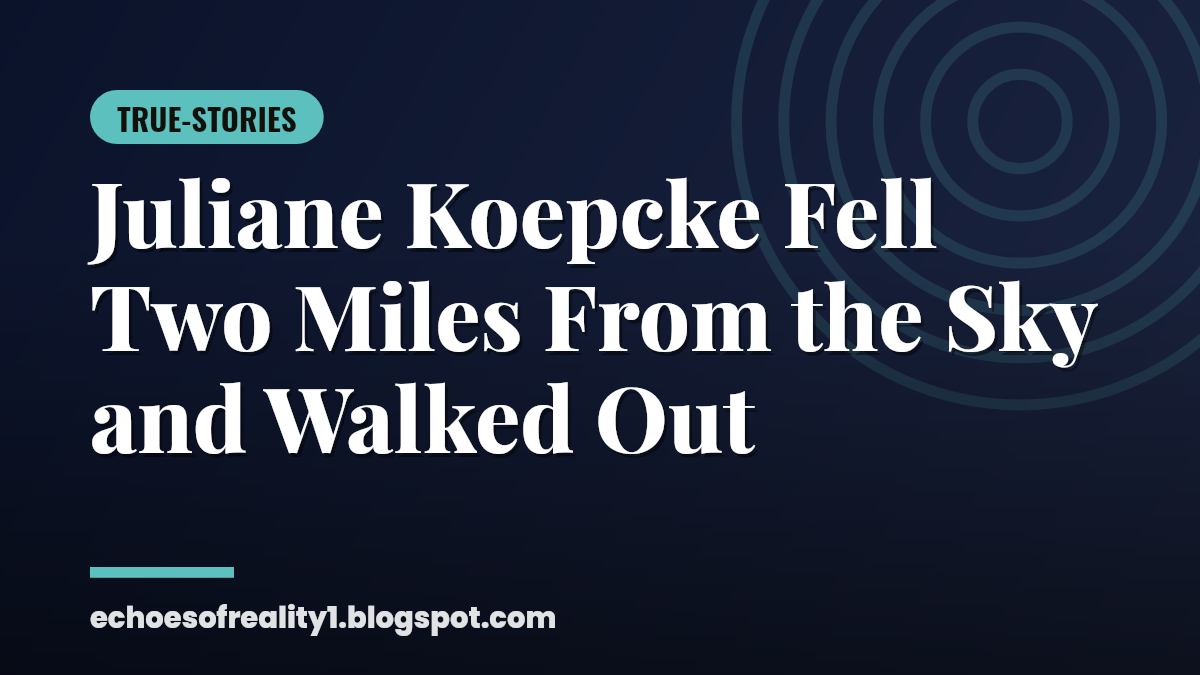 TRUE-STORIES
Juliane Koepcke Fell
Two Miles From the Sky
and Walked Out
echoesofreality1.blogspot.com